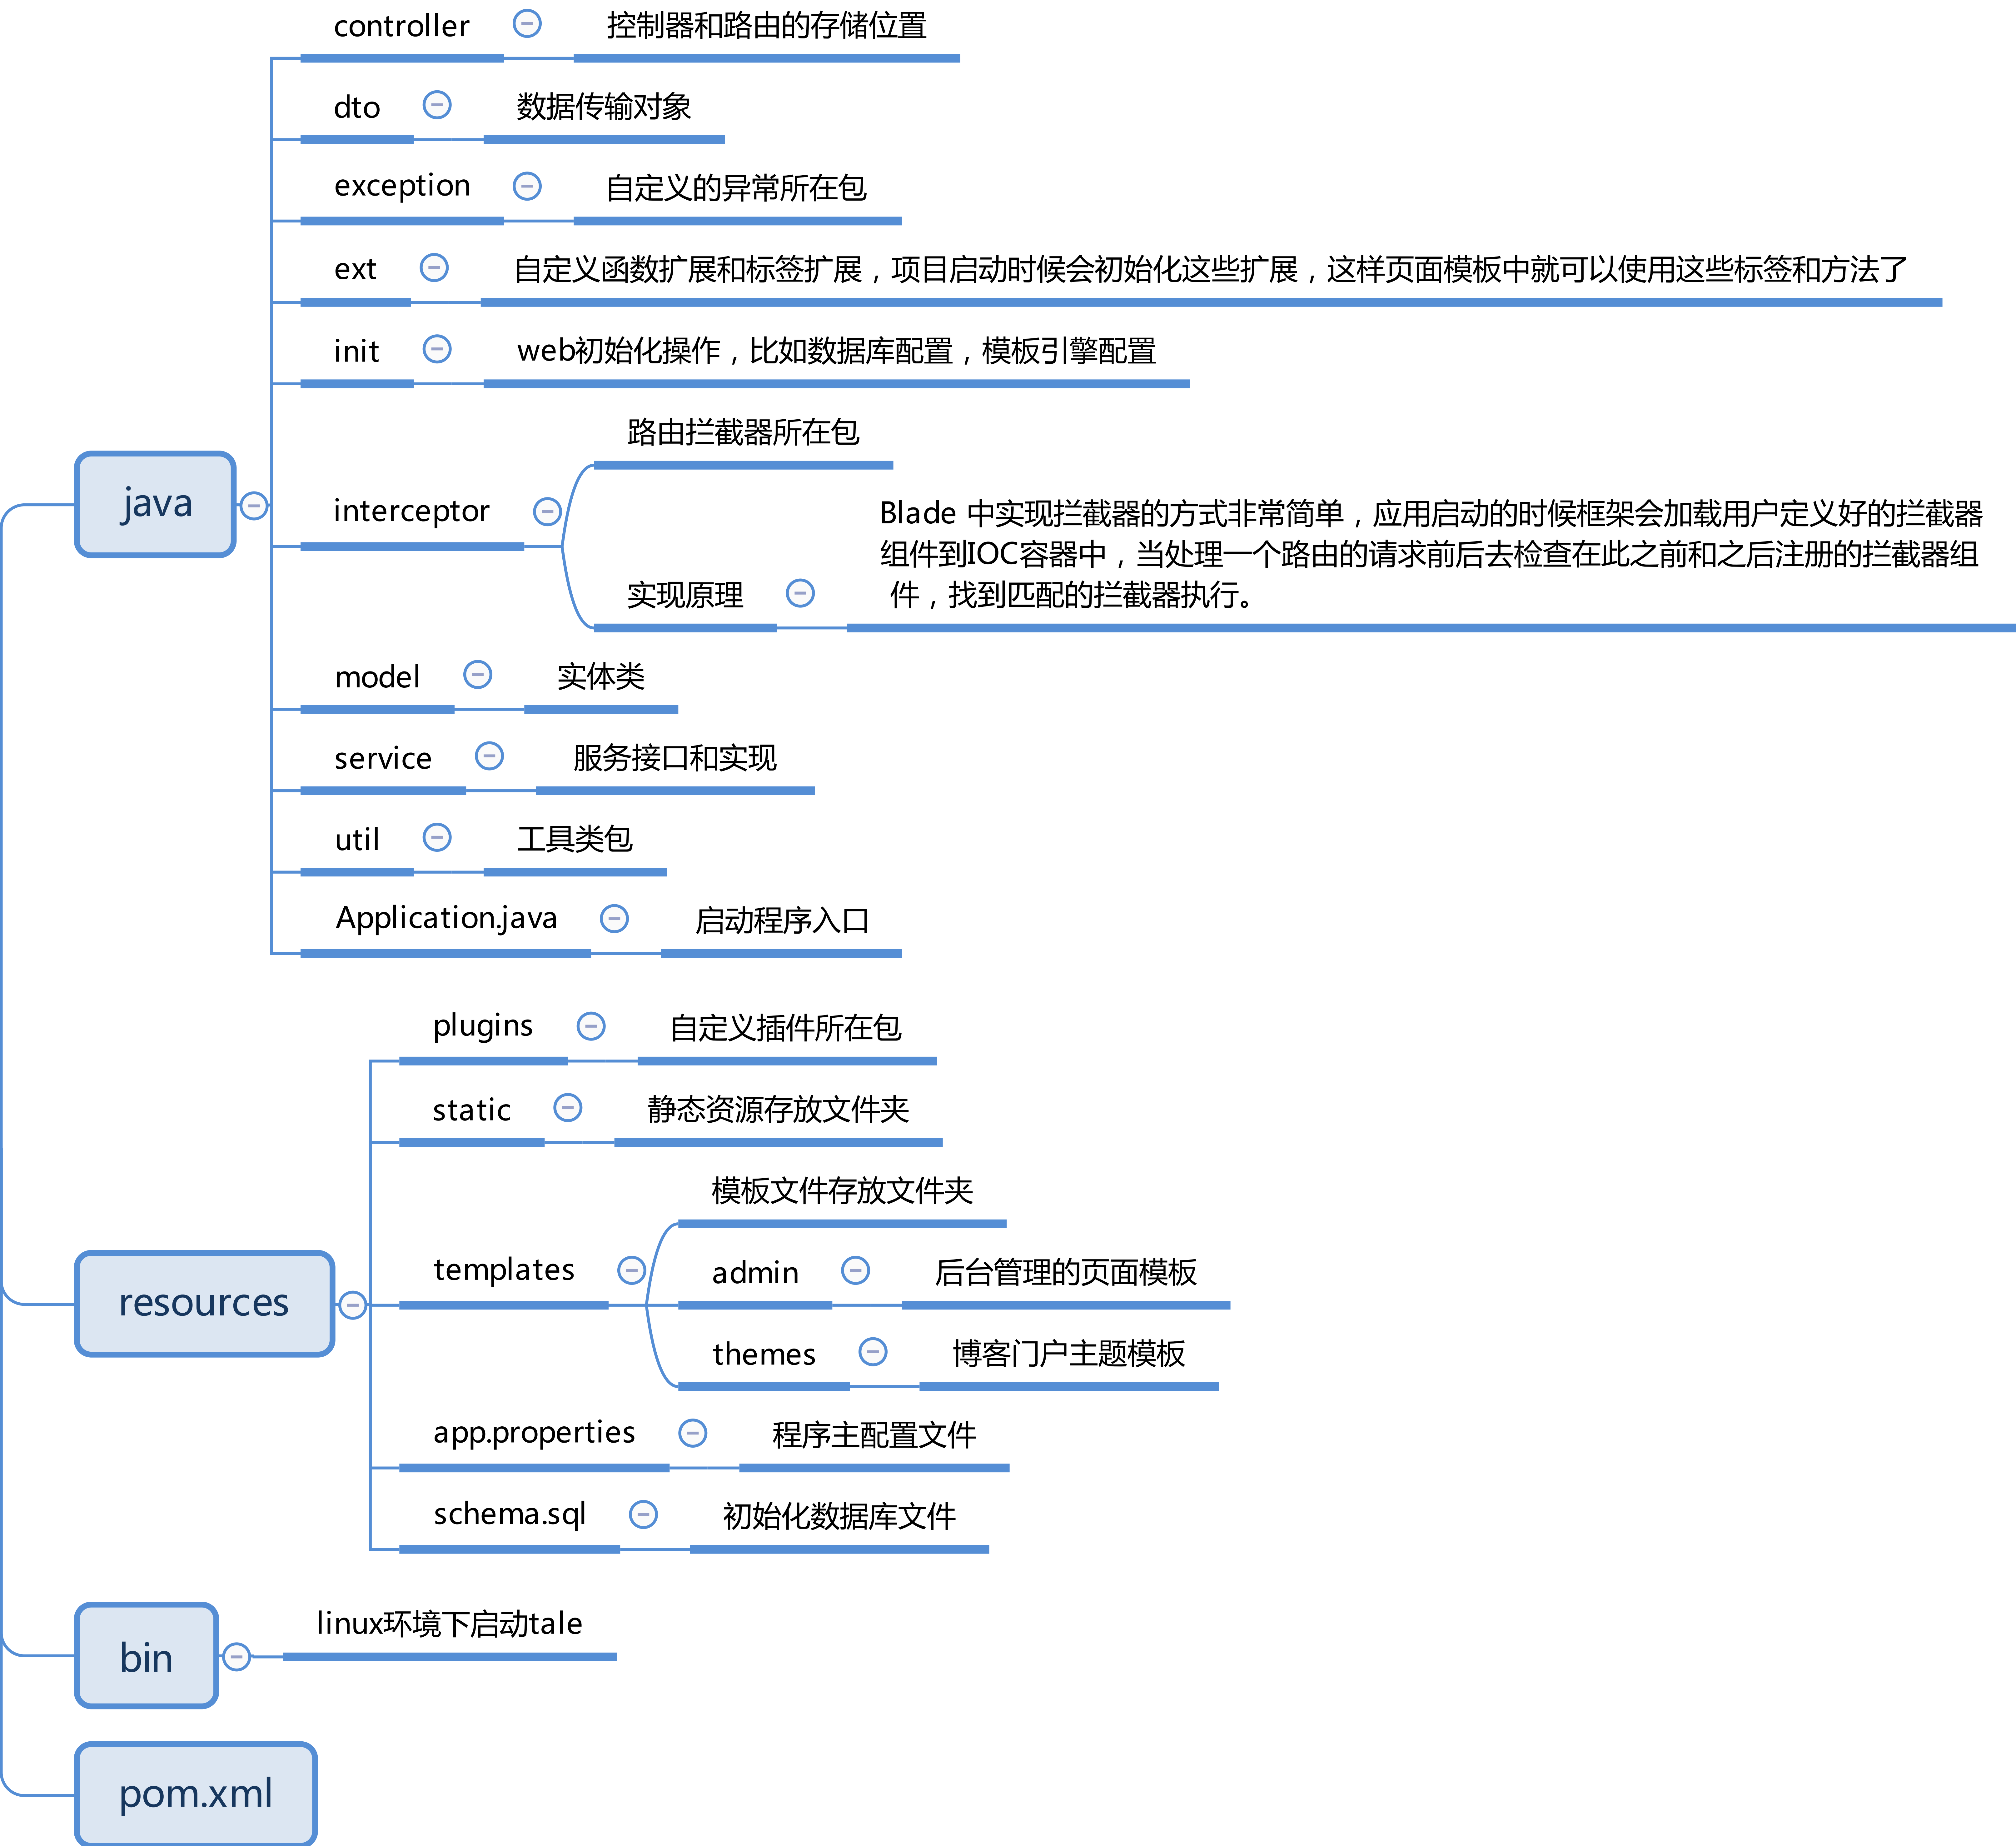 controller
控制器和路由的存储位置
dto
数据传输对象
exception
自定义的异常所在包
ext
自定义函数扩展和标签扩展，项目启动时候会初始化这些扩展，这样页面模板中就可以使用这些标签和方法了
init
web初始化操作，比如数据库配置，模板引擎配置
java
interceptor
路由拦截器所在包
实现原理
Blade 中实现拦截器的方式非常简单，应用启动的时候框架会加载用户定义好的拦截器
组件到IOC容器中，当处理一个路由的请求前后去检查在此之前和之后注册的拦截器组
件，找到匹配的拦截器执行。
model
实体类
service
服务接口和实现
util
工具类包
Application.java
启动程序入口
plugins
自定义插件所在包
static
静态资源存放文件夹
resources
templates
模板文件存放文件夹
admin
后台管理的页面模板
themes
博客门户主题模板
app.properties
程序主配置文件
schema.sql
初始化数据库文件
bin
linux环境下启动tale
pom.xml